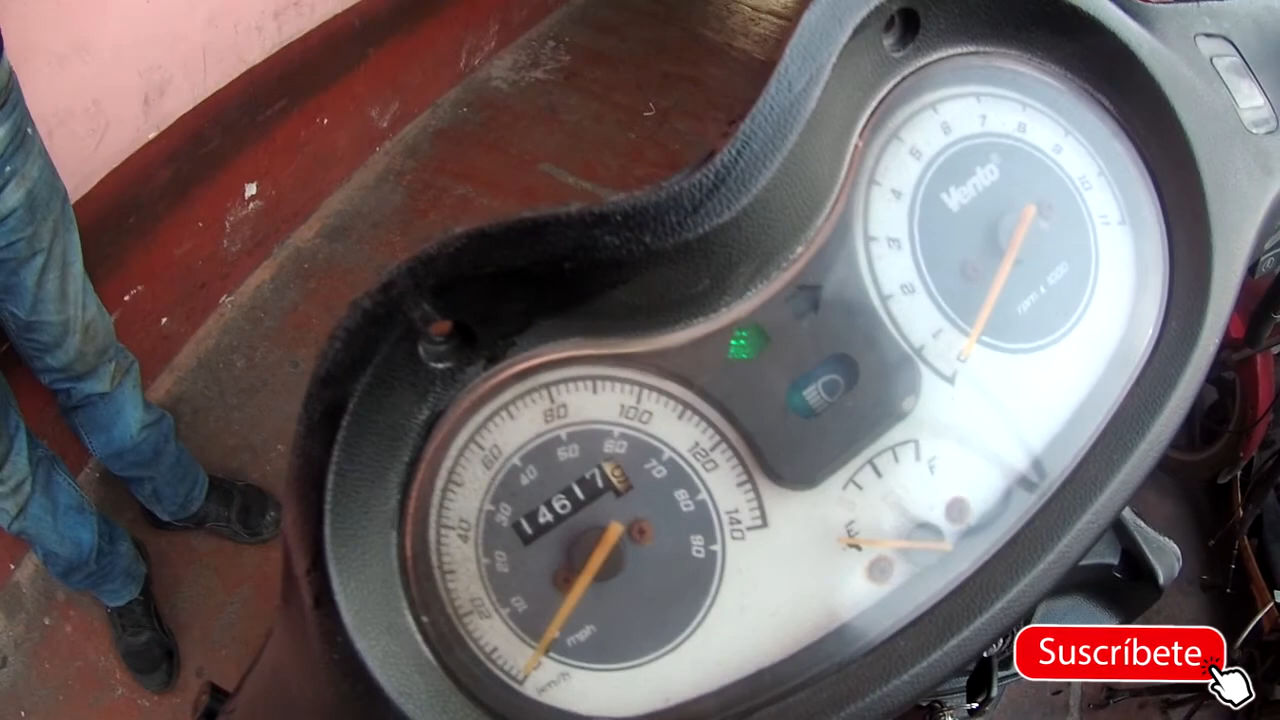 Vento®
1 2 3 4 5 6 7 8 9 10 11
rpm x 1000
F
20 40 60 80 100 120 140
10 20 30 40 50 60 70 80 90
14617
mph
km/h
Suscríbete